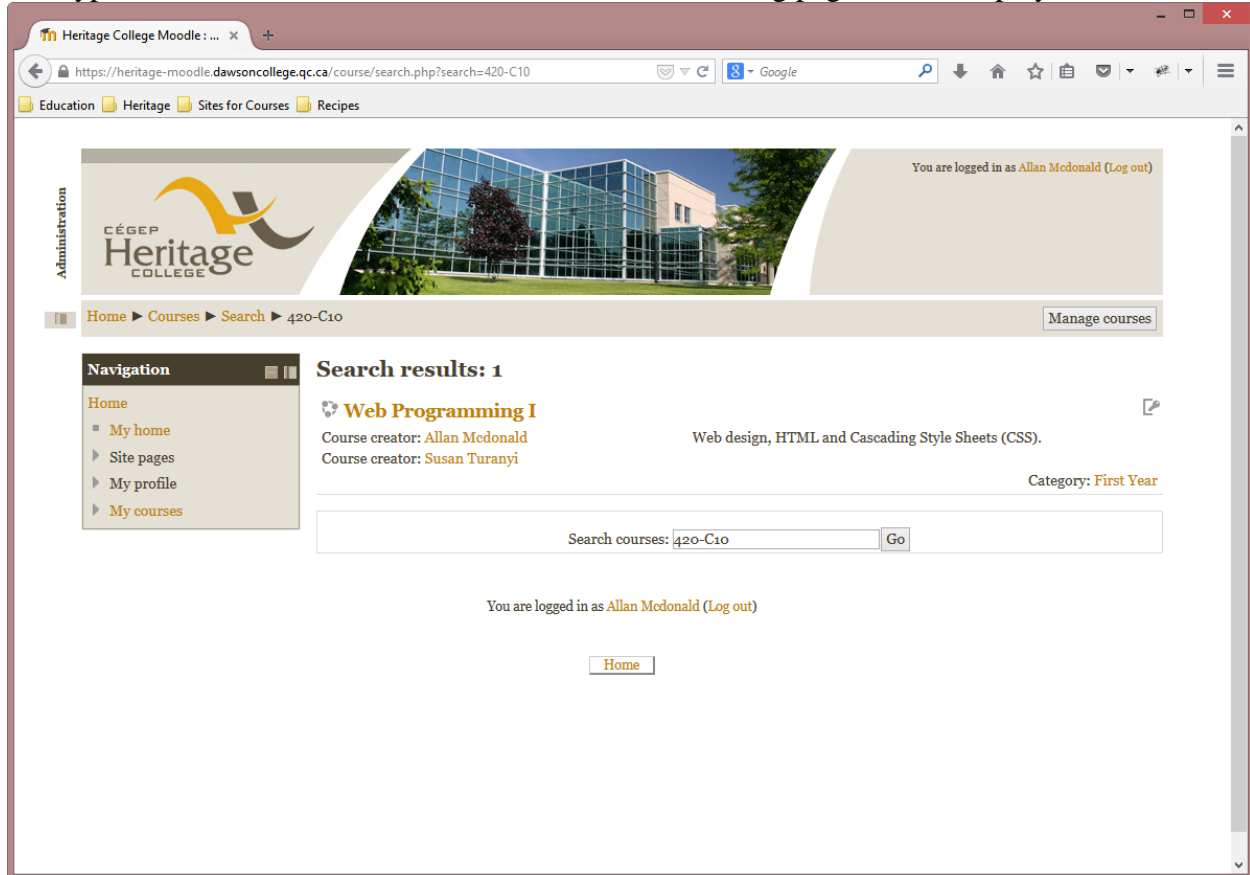 Heritage College Moodle : ...
https://heritage-moodle.dawsoncollege.qc.ca/course/search.php?search=420-C10
Google
Education Heritage Sites for Courses Recipes
Administration
CÉGEP
Heritage
COLLEGE
You are logged in as Allan Mcdonald (Log out)
Home ► Courses ► Search ► 420-C10
Manage courses
Navigation
Home
My home
Site pages
My profile
My courses
Search results: 1
Web Programming I
Course creator: Allan Mcdonald
Course creator: Susan Turanyi
Web design, HTML and Cascading Style Sheets (CSS).
Category: First Year
Search courses: 420-C10 Go
You are logged in as Allan Mcdonald (Log out)
Home